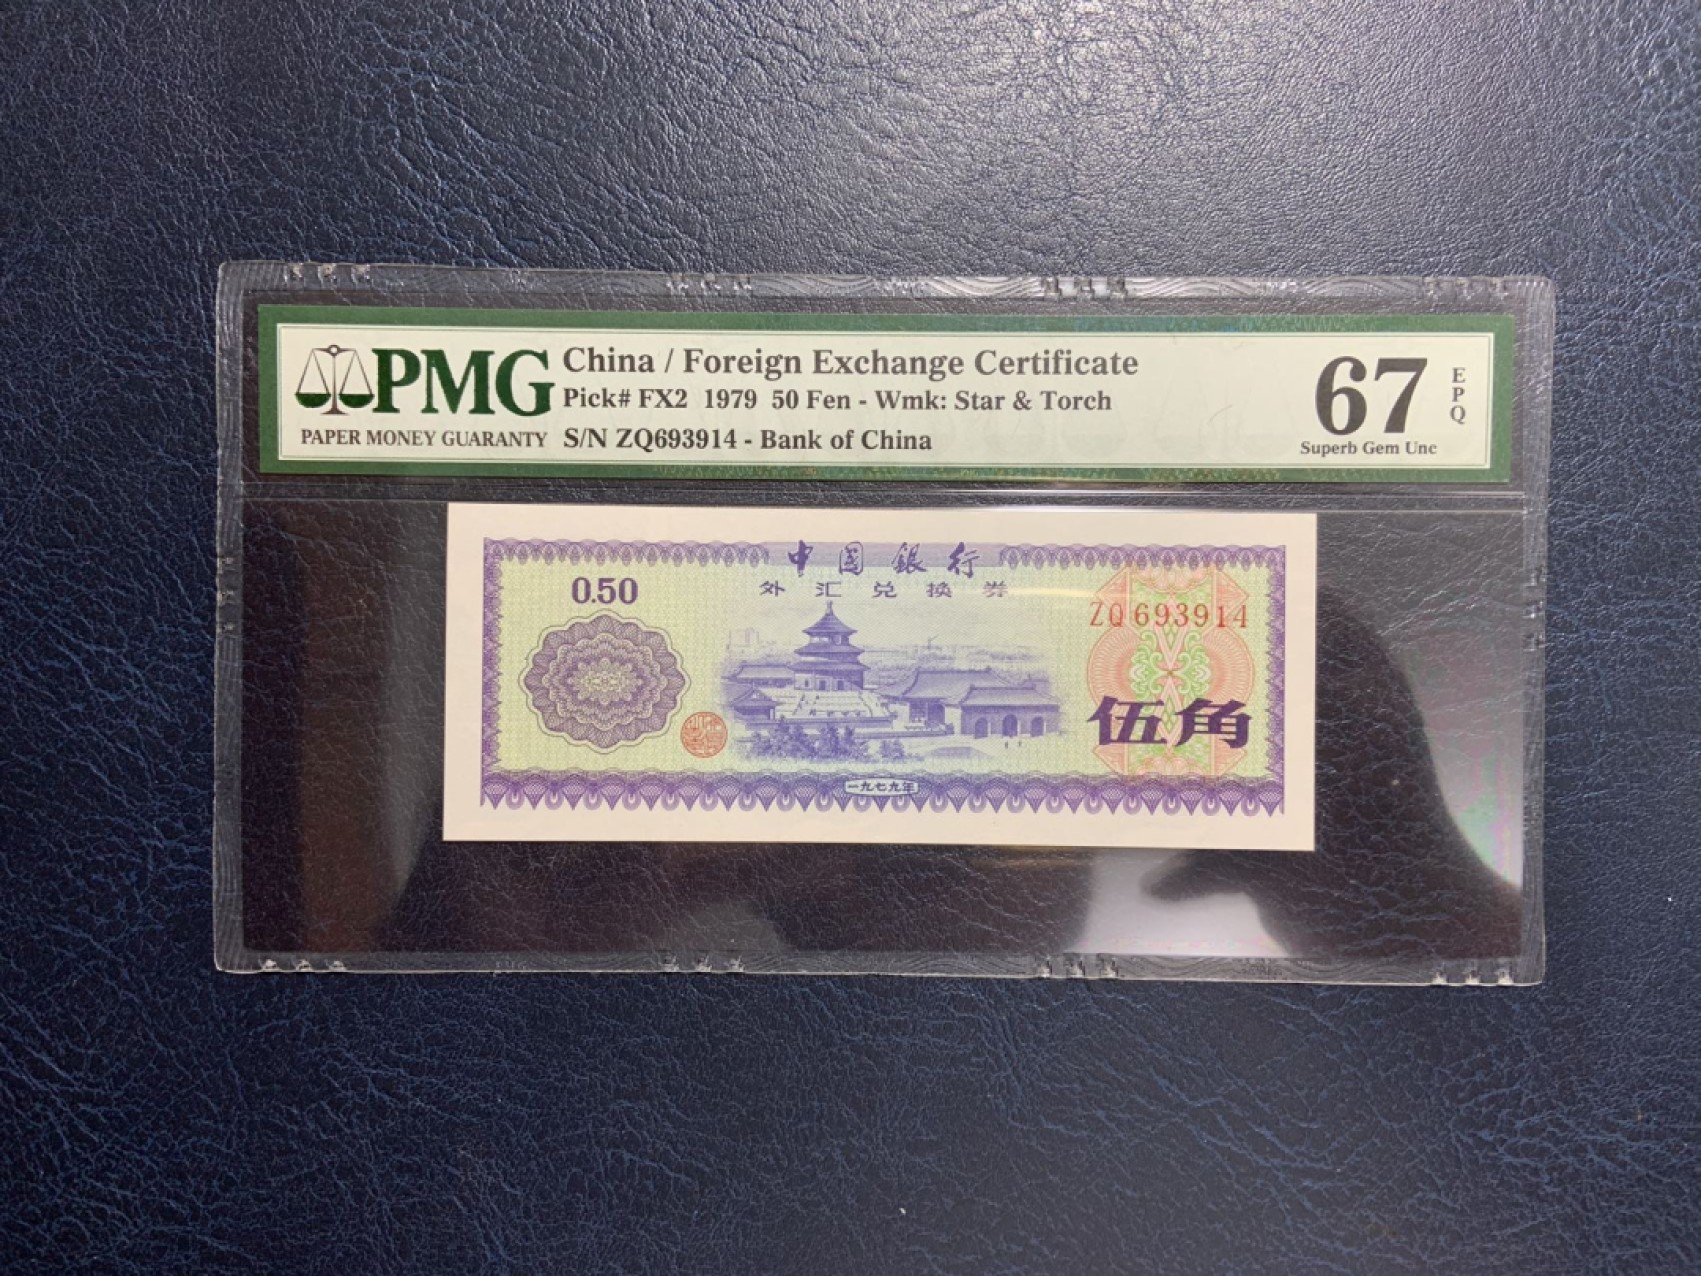 PMG
PAPER MONEY GUARANTY
China / Foreign Exchange Certificate
Pick# FX2 1979 50 Fen - Wmk: Star & Torch
S/N ZQ693914 - Bank of China
67
EPQ
Superb Gem Unc
中国銀行
外汇兑换券
0.50
ZQ693914
伍角
一九七九年